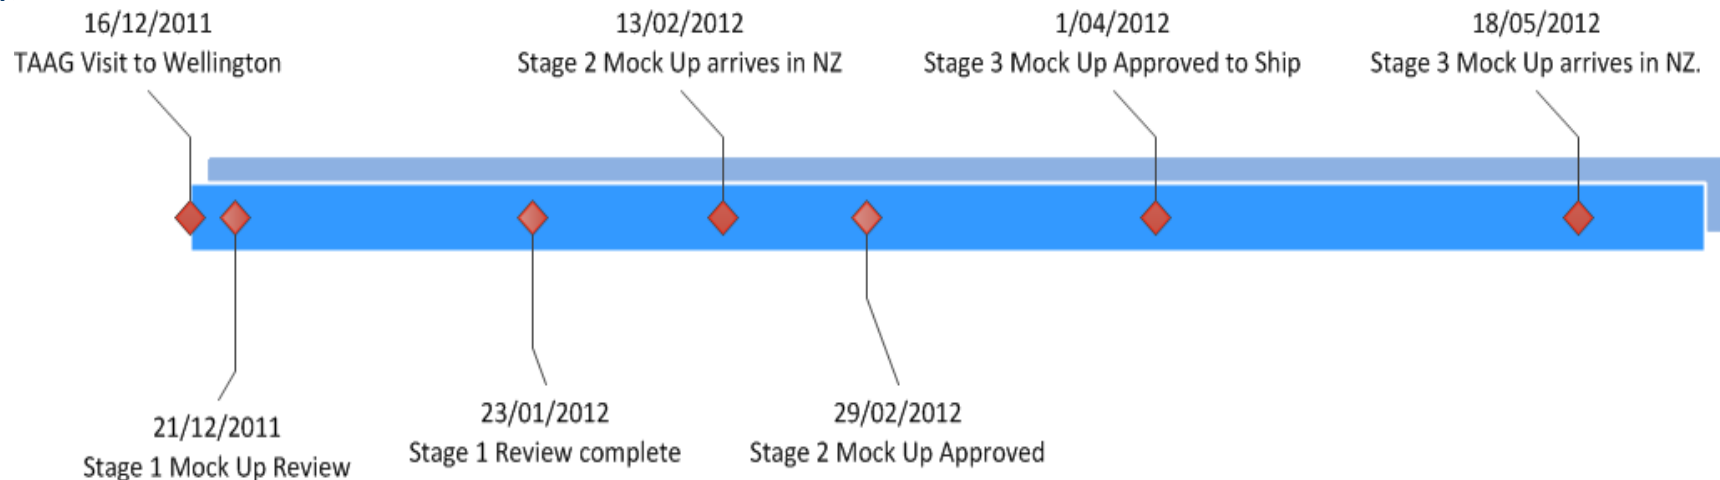 16/12/2011
TAAG Visit to Wellington
13/02/2012
Stage 2 Mock Up arrives in NZ
1/04/2012
Stage 3 Mock Up Approved to Ship
18/05/2012
Stage 3 Mock Up arrives in NZ.
21/12/2011
Stage 1 Mock Up Review
23/01/2012
Stage 1 Review complete
29/02/2012
Stage 2 Mock Up Approved